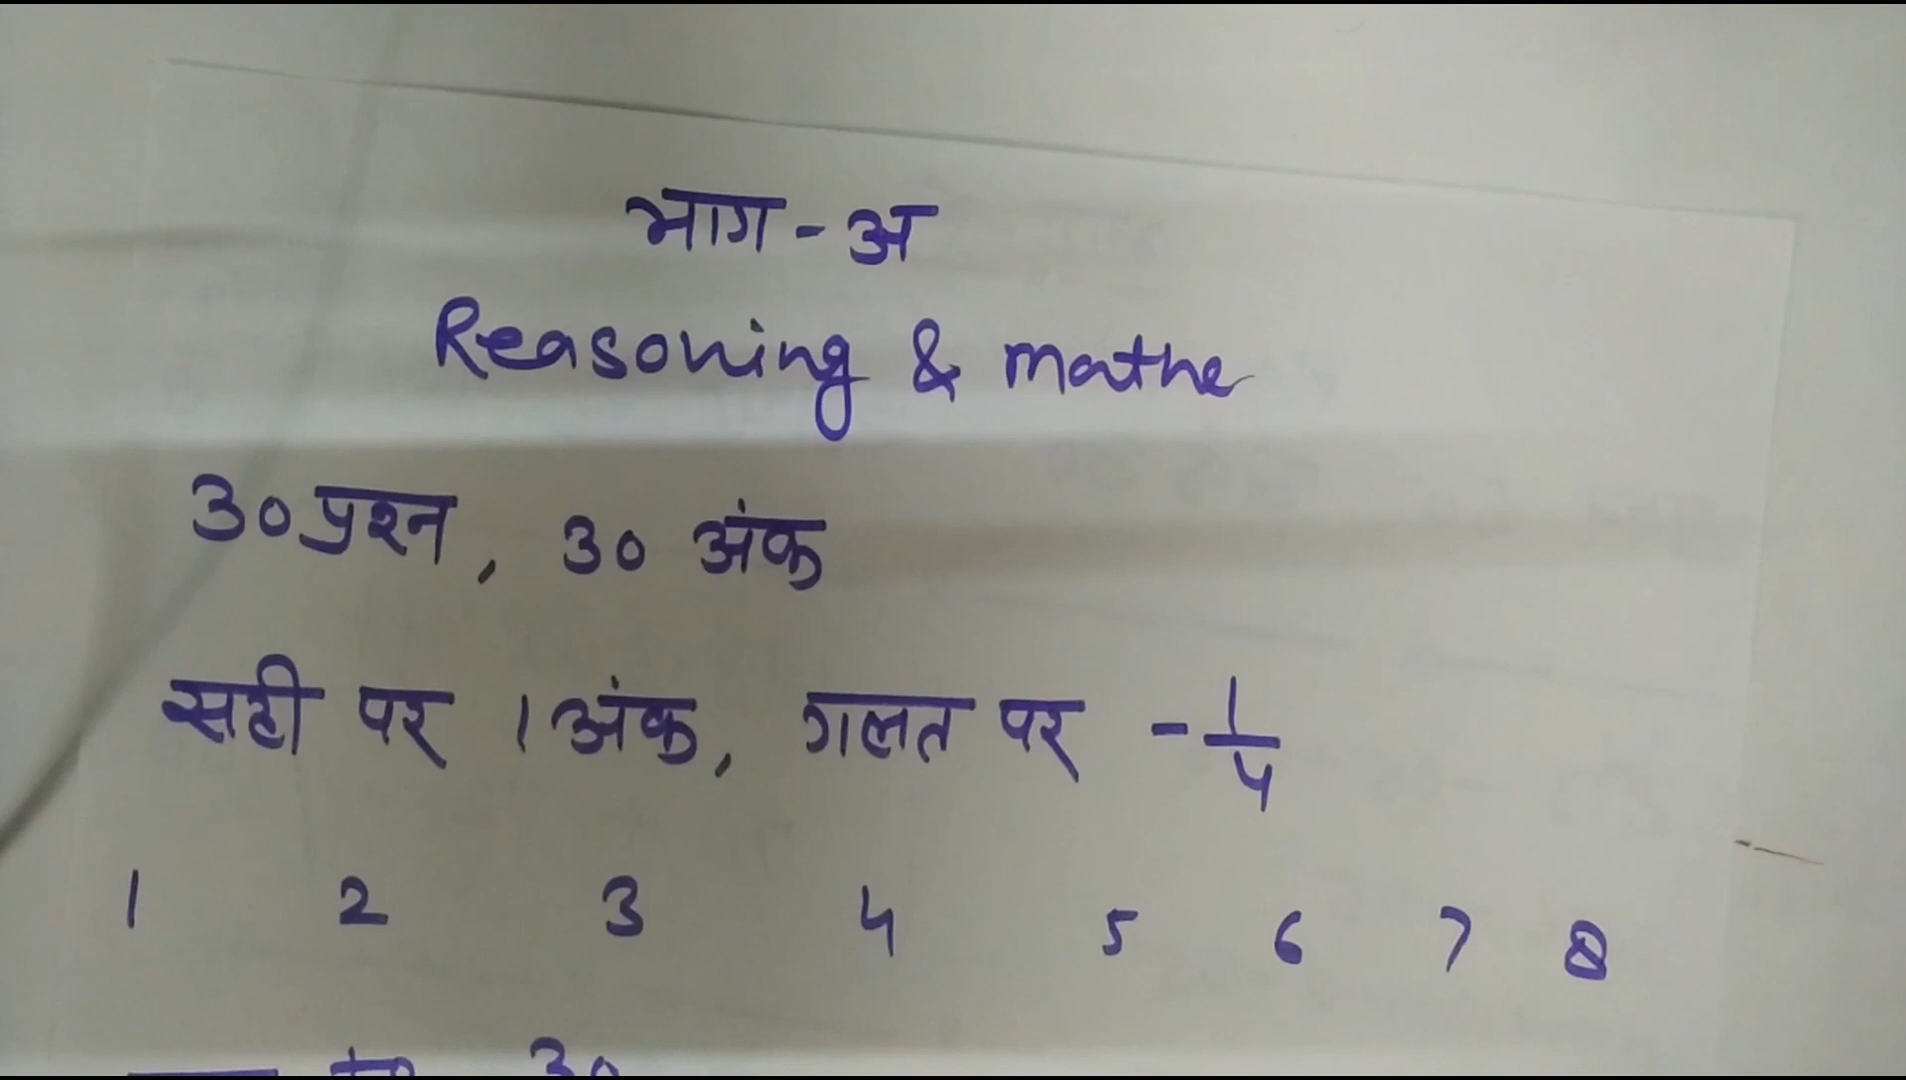 भाग - अ
Reasoning & mathe
30 प्रश्न, 30 अंक
सही पर 1 अंक, गलत पर - 1/4
1 2 3 4 5 6 7 8
30